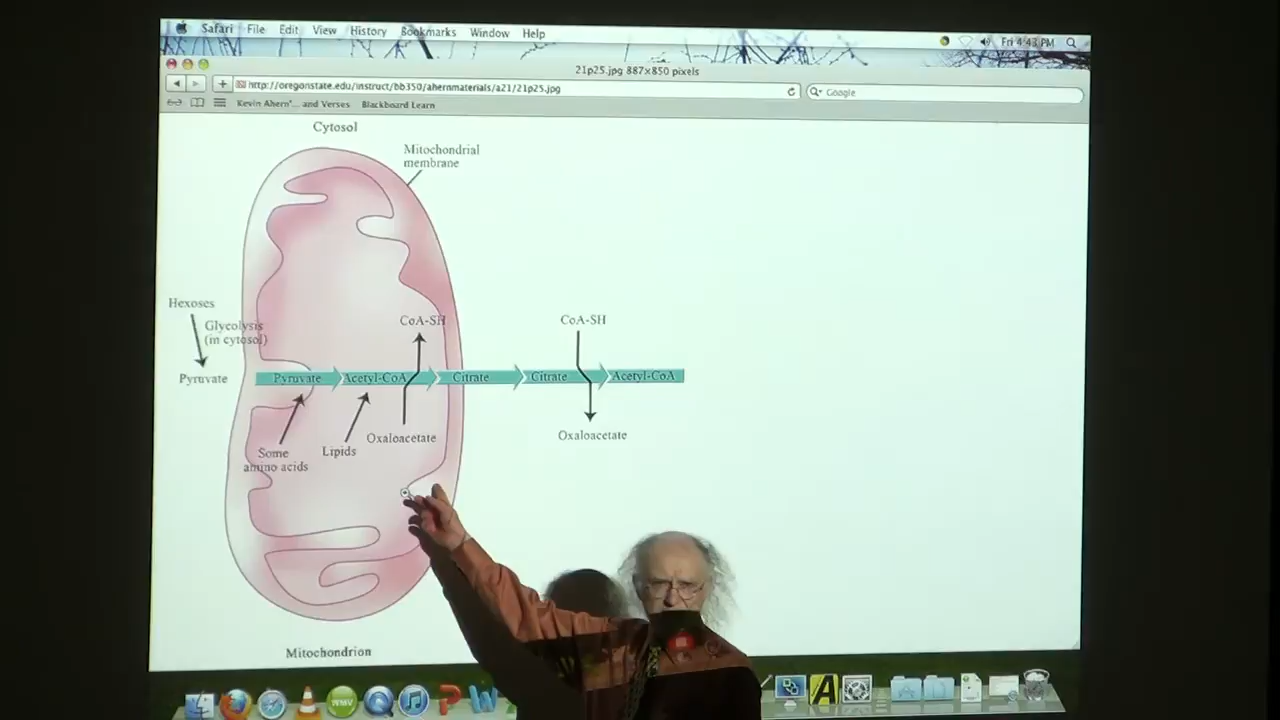 Safari File Edit View History Bookmarks Window Help
Fri 4:43 PM
21p25.jpg 887×850 pixels
http://oregonstate.edu/instruct/bb350/ahernmaterials/a21/21p25.jpg
Google
Kevin Ahern'... and Verses Blackboard Learn
Cytosol
Mitochondrial
membrane
Hexoses
Glycolysis
(in cytosol)
CoA-SH
CoA-SH
Pyruvate
Pyruvate
Acetyl-CoA
Citrate
Citrate
Acetyl-CoA
Some
amino acids
Lipids
Oxaloacetate
Oxaloacetate
Mitochondrion
WMV
P
W
A